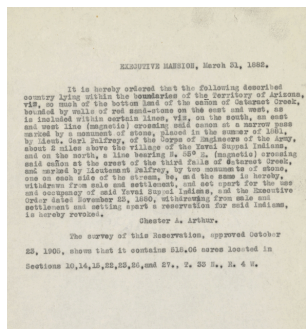 EXECUTIVE MANSION, March 31, 1882.
It is hereby ordered that the following described
country lying within the boundaries of the Territory of Arizona,
viz, so much of the bottom land of the cañon of Cataract Creek,
bounded by walls of red sand-stone on the east and west, as
is included within certain lines, viz, on the south, an east
and west line (magnetic) crossing said cañon at a narrow pass
marked by a monument of stone, placed in the summer of 1881,
by Lieut. Carl Palfrey, of the Corps of Engineers of the Army,
about 2 miles above the village of the Yavai Suppai Indians,
and on the north, a line bearing N. 55° E. (magnetic) crossing
said cañon at the crest of the third falls of Cataract Creek,
and marked by Lieutenant Palfrey, by two monuments of stone,
one on each side of the stream, be, and the same is hereby,
withdrawn from sale and settlement, and set apart for the use
and occupancy of said Yavai Suppai Indians, and the Executive
Order dated November 23, 1880, withdrawing from sale and
settlement and setting apart a reservation for said Indians,
is hereby revoked.
Chester A. Arthur.
The survey of this Reservation, approved October
23, 1905, shows that it contains 518.06 acres located in
Sections 10,14,15,22,23,26,and 27., T. 33 N., R. 4 W.